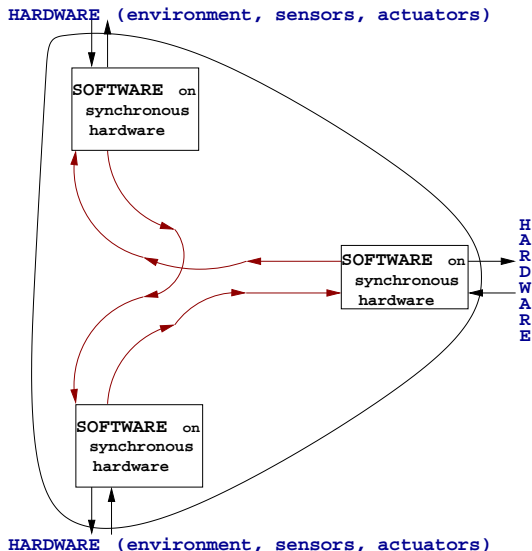 HARDWARE (environment, sensors, actuators)
SOFTWARE on
synchronous
hardware
SOFTWARE on
synchronous
hardware
HARDWARE
SOFTWARE on
synchronous
hardware
HARDWARE (environment, sensors, actuators)